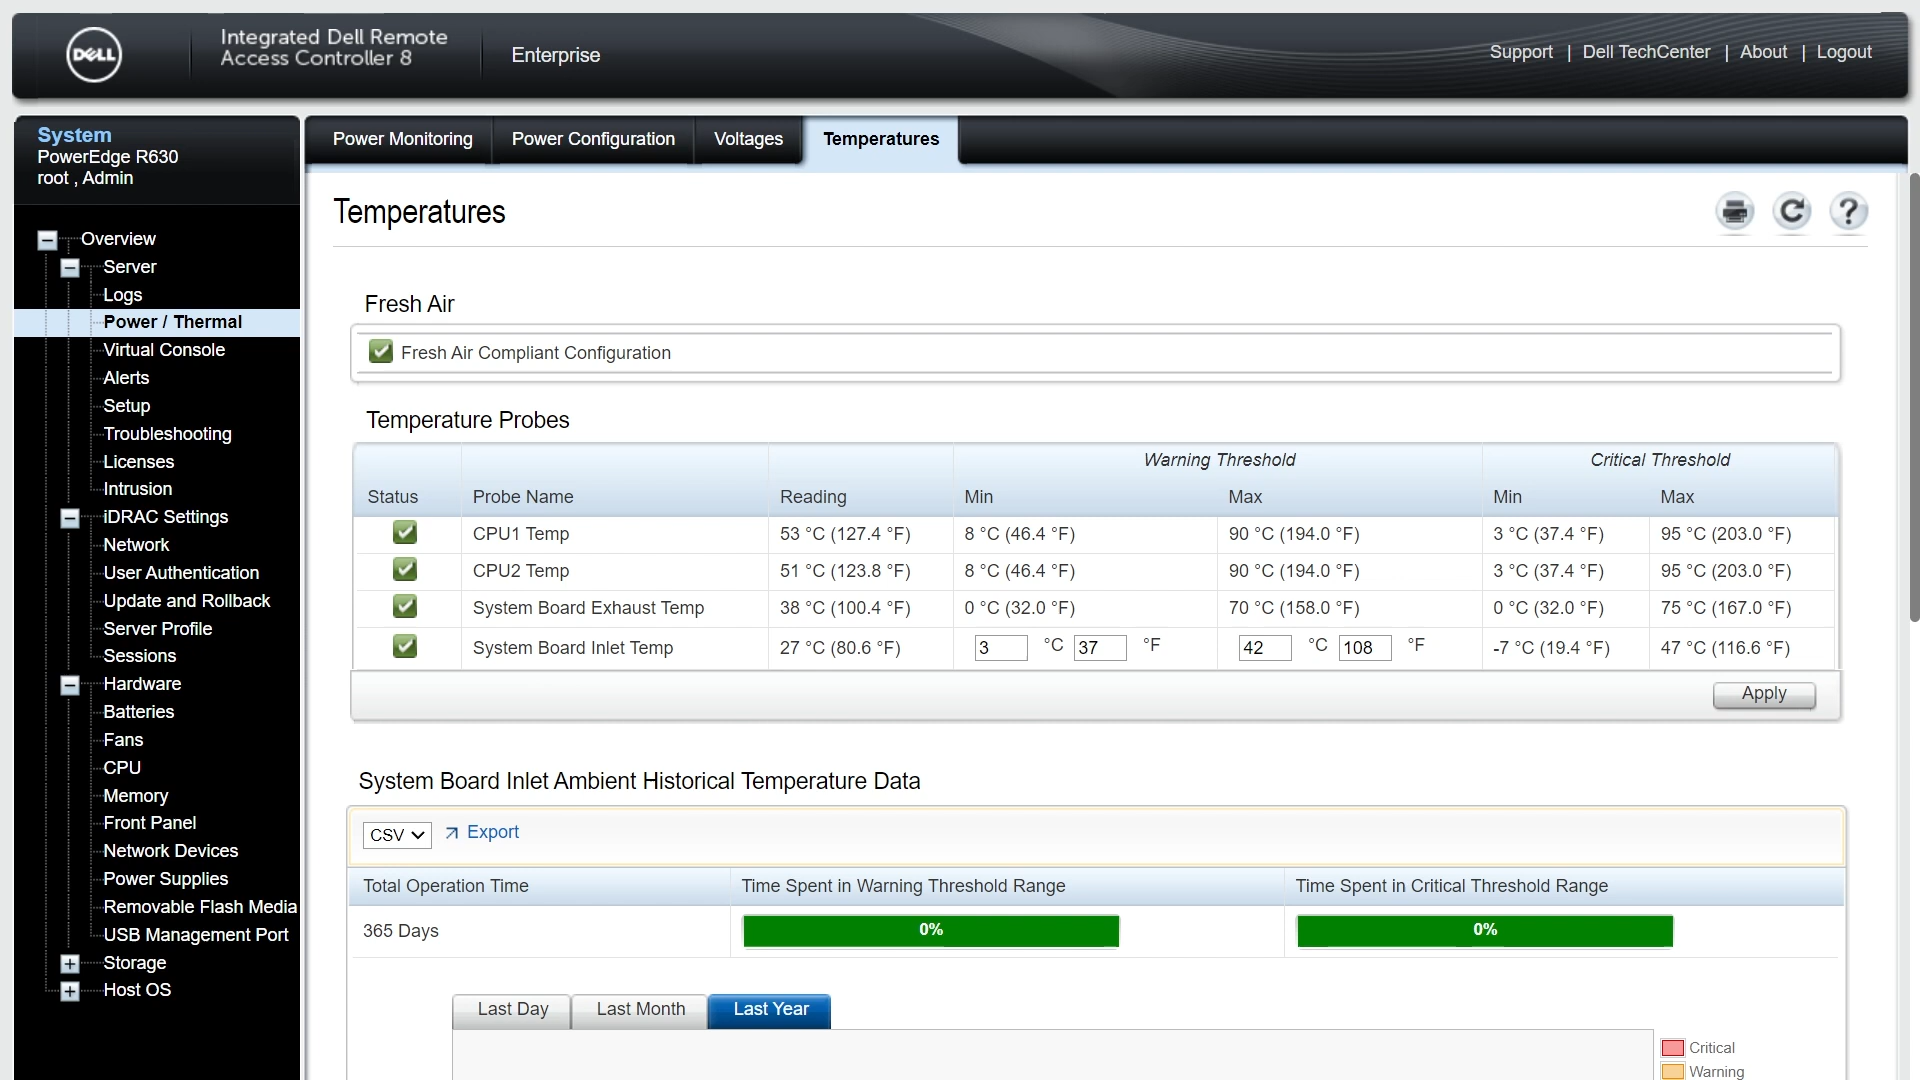 DELL
Integrated Dell Remote
Access Controller 8
Enterprise
Support | Dell TechCenter | About | Logout
System
PowerEdge R630
root , Admin
Overview
Server
Logs
Power / Thermal
Virtual Console
Alerts
Setup
Troubleshooting
Licenses
Intrusion
iDRAC Settings
Network
User Authentication
Update and Rollback
Server Profile
Sessions
Hardware
Batteries
Fans
CPU
Memory
Front Panel
Network Devices
Power Supplies
Removable Flash Media
USB Management Port
Storage
Host OS
Power Monitoring Power Configuration Voltages Temperatures
Temperatures
Fresh Air
Fresh Air Compliant Configuration
Temperature Probes
Warning Threshold Critical Threshold
Status Probe Name Reading Min Max Min Max
CPU1 Temp 53 °C (127.4 °F) 8 °C (46.4 °F) 90 °C (194.0 °F) 3 °C (37.4 °F) 95 °C (203.0 °F)
CPU2 Temp 51 °C (123.8 °F) 8 °C (46.4 °F) 90 °C (194.0 °F) 3 °C (37.4 °F) 95 °C (203.0 °F)
System Board Exhaust Temp 38 °C (100.4 °F) 0 °C (32.0 °F) 70 °C (158.0 °F) 0 °C (32.0 °F) 75 °C (167.0 °F)
System Board Inlet Temp 27 °C (80.6 °F) 3 °C 37 °F 42 °C 108 °F -7 °C (19.4 °F) 47 °C (116.6 °F)
Apply
System Board Inlet Ambient Historical Temperature Data
CSV Export
Total Operation Time Time Spent in Warning Threshold Range Time Spent in Critical Threshold Range
365 Days 0% 0%
Last Day Last Month Last Year
Critical
Warning